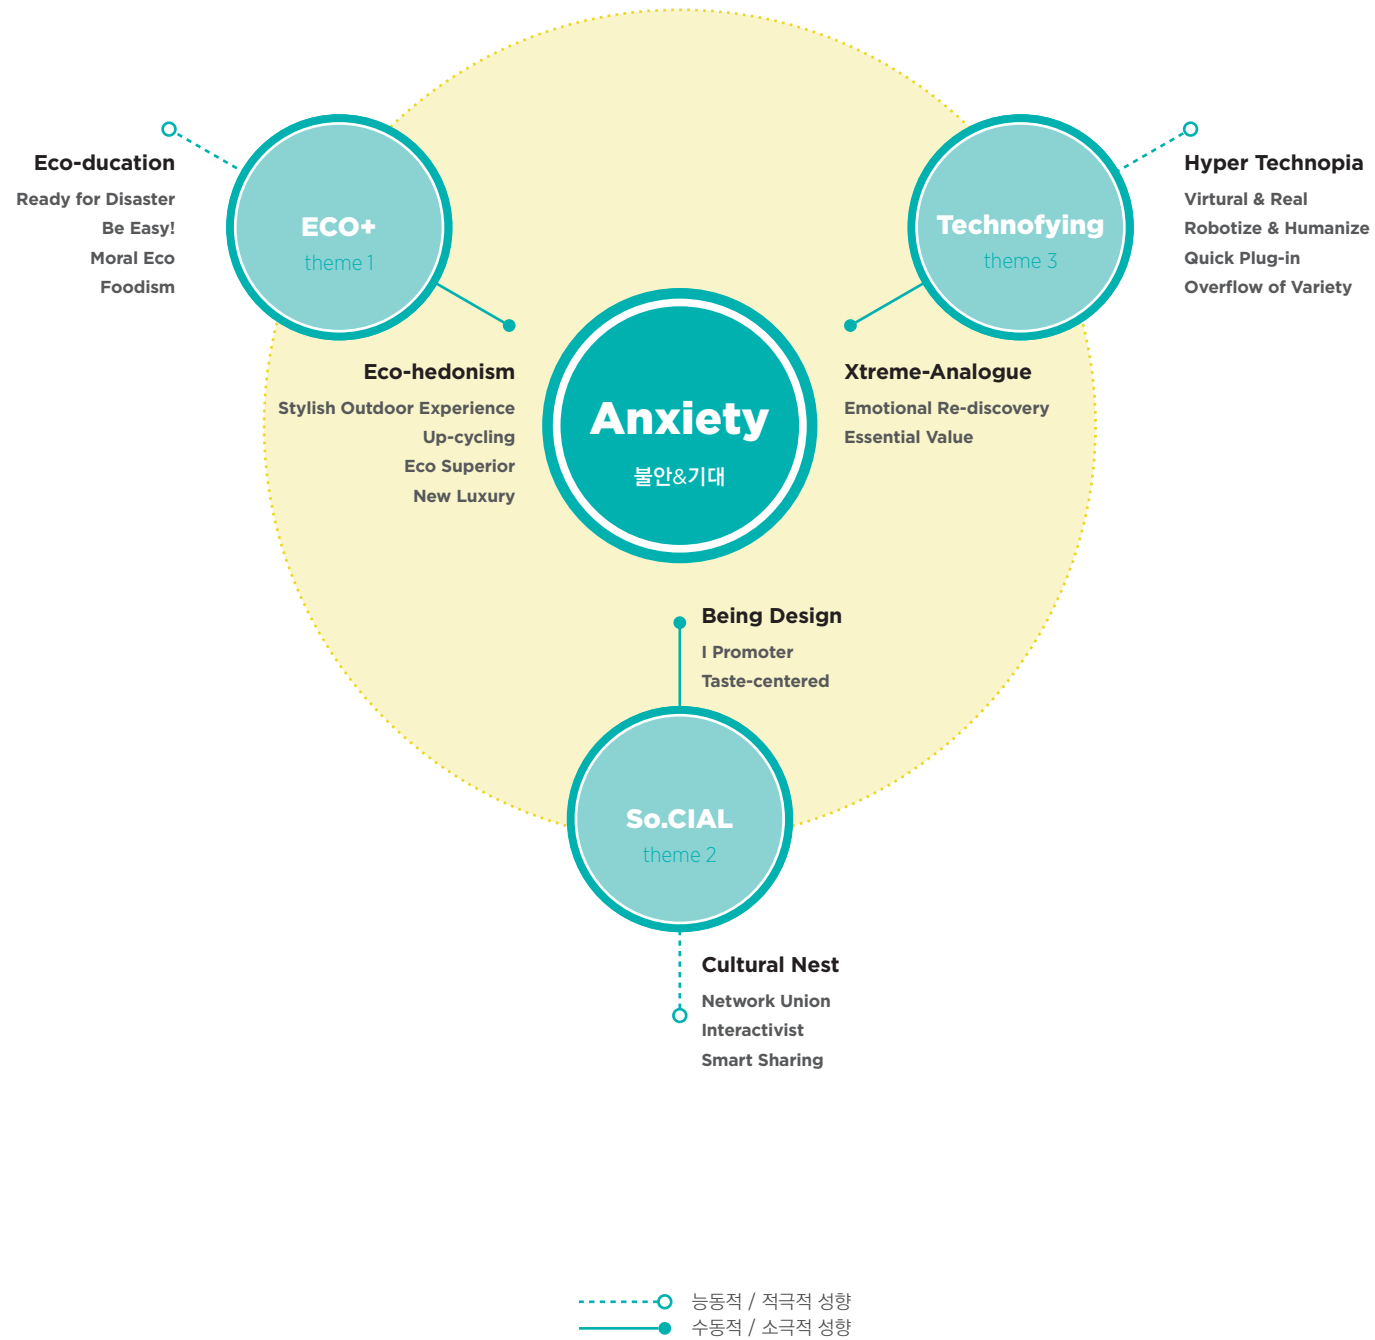 Eco-ducation
Ready for Disaster
Be Easy!
Moral Eco
Foodism
ECO+
theme 1
Eco-hedonism
Stylish Outdoor Experience
Up-cycling
Eco Superior
New Luxury
Technofying
theme 3
Hyper Technopia
Virtural & Real
Robotize & Humanize
Quick Plug-in
Overflow of Variety
Xtreme-Analogue
Emotional Re-discovery
Essential Value
Anxiety
불안&기대
Being Design
I Promoter
Taste-centered
So.CIAL
theme 2
Cultural Nest
Network Union
Interactivist
Smart Sharing
능동적 / 적극적 성향
수동적 / 소극적 성향